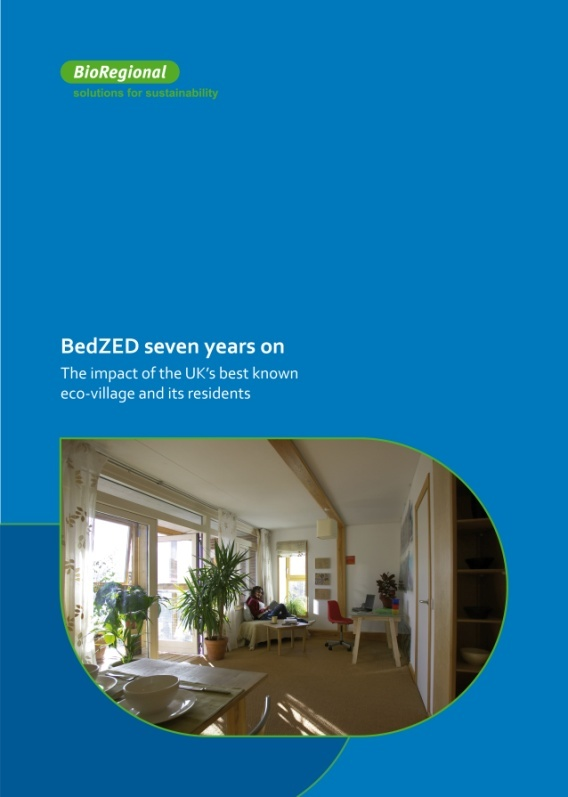 BioRegional
solutions for sustainability
BedZED seven years on
The impact of the UK's best known
eco-village and its residents